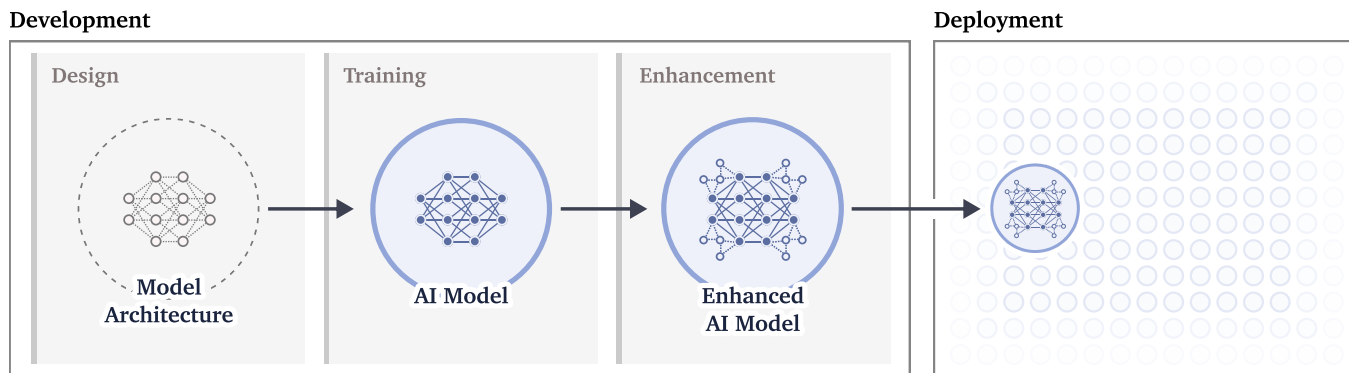 Development
Deployment
Design
Training
Enhancement
Model
Architecture
AI Model
Enhanced
AI Model